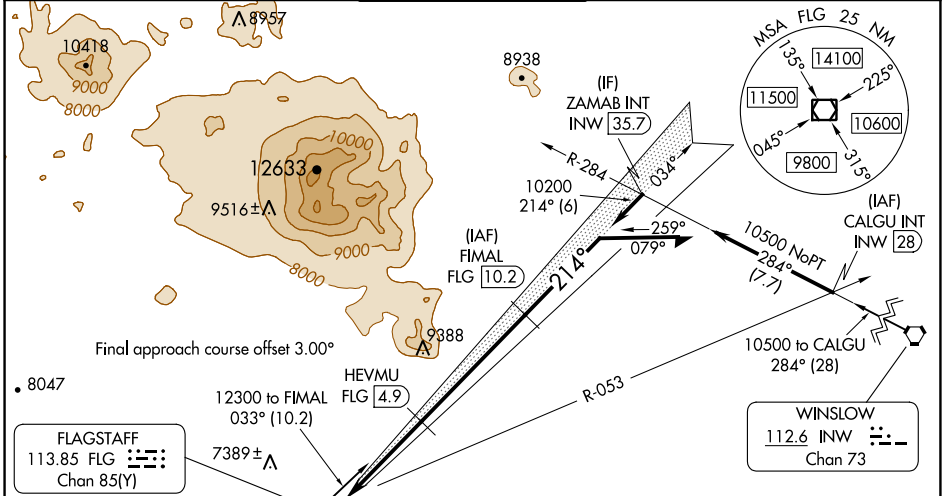 8957
10418
9000
8000
8938
MSA FLG 25 NM
135°
14100
225°
11500
10600
045°
9800
315°
(IF)
ZAMAB INT
INW 35.7
10000
12633
R-284
034°
10200
214° (6)
9516±
9000
8000
(IAF)
FIMAL
FLG 10.2
259°
079°
214°
10500 NoPT
284°
(7.7)
(IAF)
CALGU INT
INW 28
9388
Final approach course offset 3.00°
10500 to CALGU
284° (28)
8047
HEVMU
FLG 4.9
12300 to FIMAL
033° (10.2)
R-053
FLAGSTAFF
113.85 FLG
Chan 85(Y)
7389±
WINSLOW
112.6 INW
Chan 73